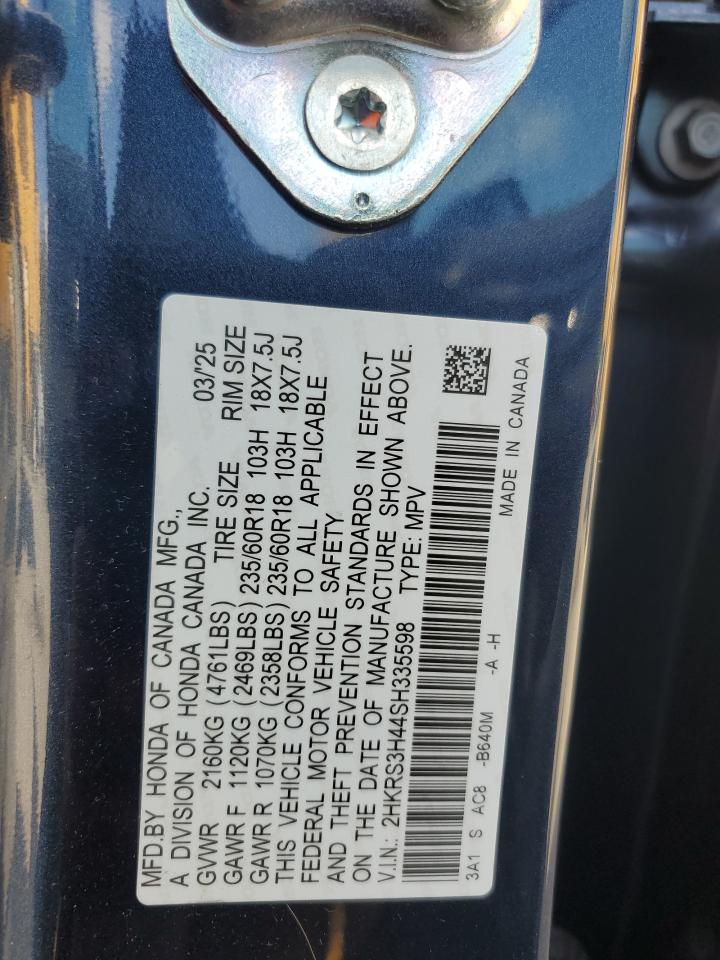 MFD.BY HONDA OF CANADA MFG.,
A DIVISION OF HONDA CANADA INC. 03/'25
GVWR 2160KG (4761LBS) TIRE SIZE RIM SIZE
GAWR F 1120KG (2469LBS) 235/60R18 103H 18X7.5J
GAWR R 1070KG (2358LBS) 235/60R18 103H 18X7.5J
THIS VEHICLE CONFORMS TO ALL APPLICABLE
FEDERAL MOTOR VEHICLE SAFETY
AND THEFT PREVENTION STANDARDS IN EFFECT
ON THE DATE OF MANUFACTURE SHOWN ABOVE.
V.I.N.: 2HKRS3H44SH335598 TYPE: MPV
3A1 S AC8 -B640M -A -H MADE IN CANADA